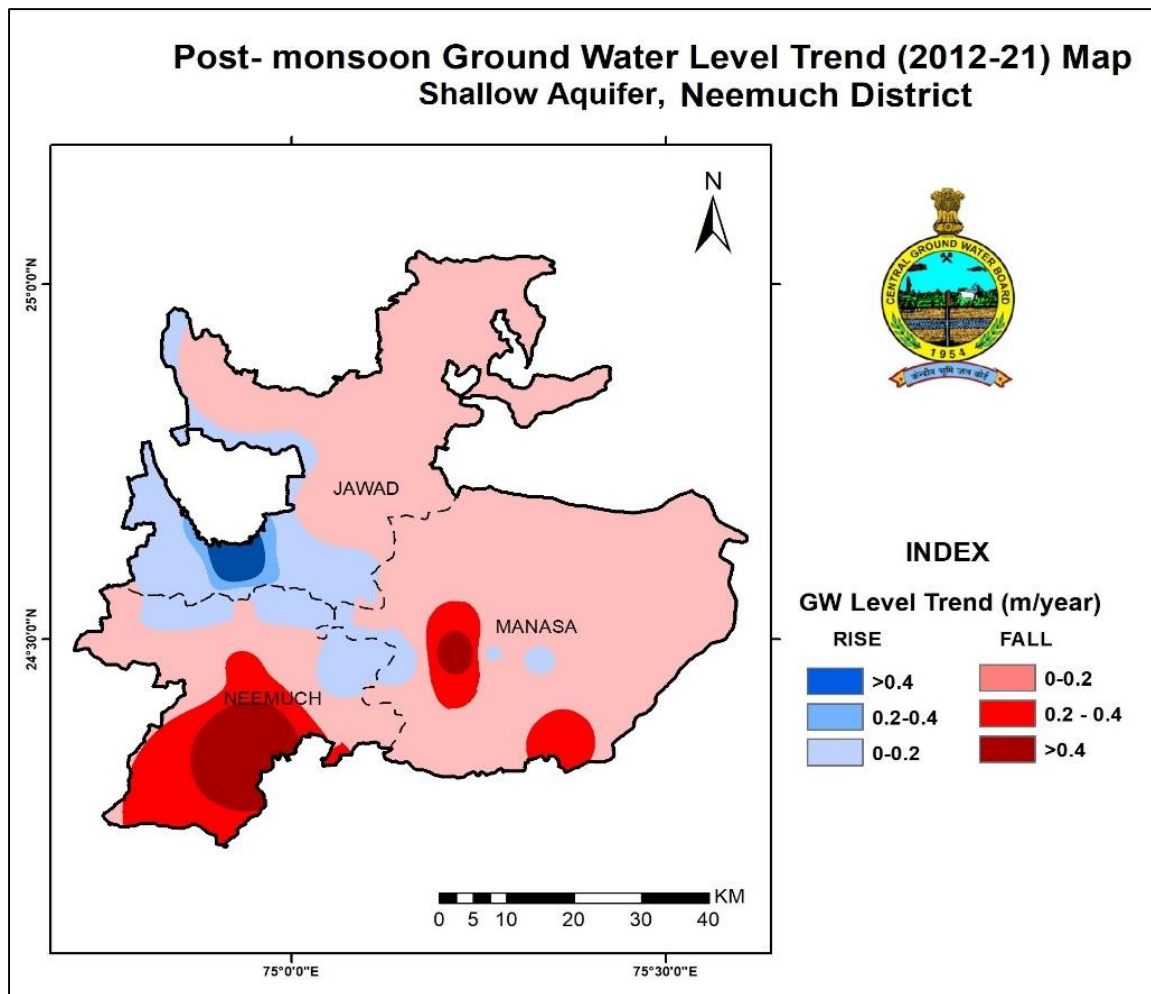 Post- monsoon Ground Water Level Trend (2012-21) Map
Shallow Aquifer, Neemuch District
N
CENTRAL GROUND WATER BOARD
1954
केन्द्रीय भूमि जल बोर्ड
25°0'0"N
24°30'0"N
JAWAD
MANASA
NEEMUCH
INDEX
GW Level Trend (m/year)
RISE FALL
>0.4 0-0.2
0.2-0.4 0.2 - 0.4
0-0.2 >0.4
KM
0 5 10 20 30 40
75°0'0"E 75°30'0"E